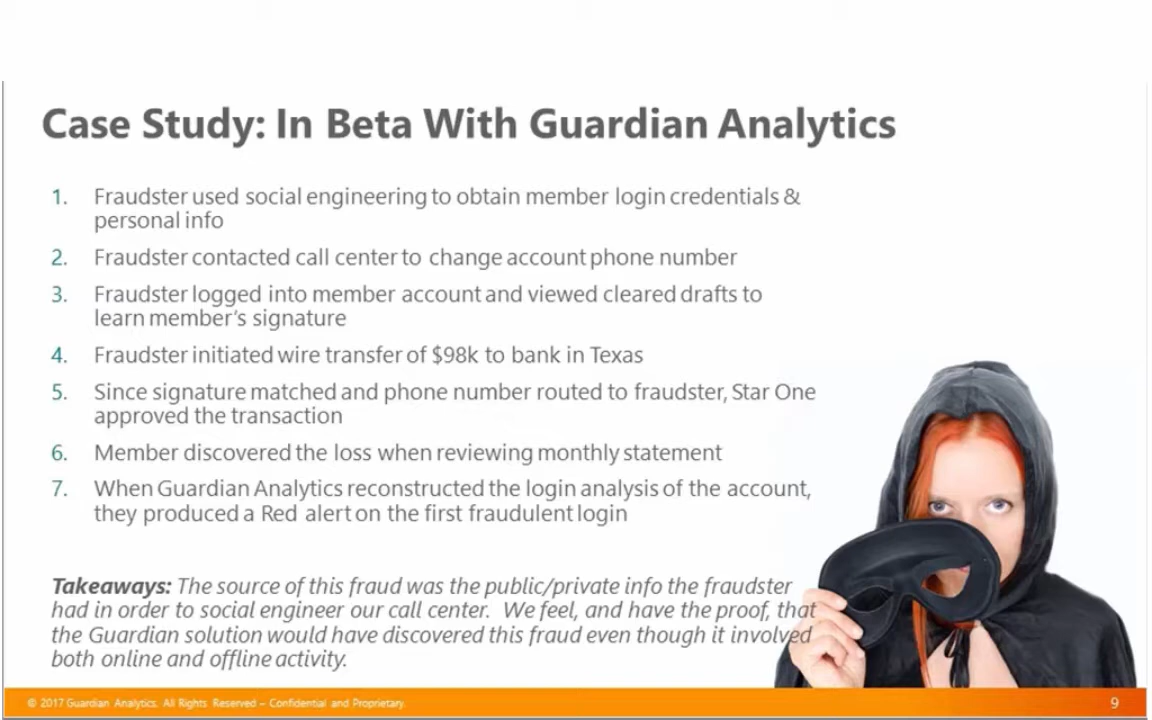 Case Study: In Beta With Guardian Analytics
1. Fraudster used social engineering to obtain member login credentials &
personal info
2. Fraudster contacted call center to change account phone number
3. Fraudster logged into member account and viewed cleared drafts to
learn member's signature
4. Fraudster initiated wire transfer of $98k to bank in Texas
5. Since signature matched and phone number routed to fraudster, Star One
approved the transaction
6. Member discovered the loss when reviewing monthly statement
7. When Guardian Analytics reconstructed the login analysis of the account,
they produced a Red alert on the first fraudulent login
Takeaways: The source of this fraud was the public/private info the fraudster
had in order to social engineer our call center. We feel, and have the proof, that
the Guardian solution would have discovered this fraud even though it involved
both online and offline activity.
© 2017 Guardian Analytics. All Rights Reserved – Confidential and Proprietary.
9